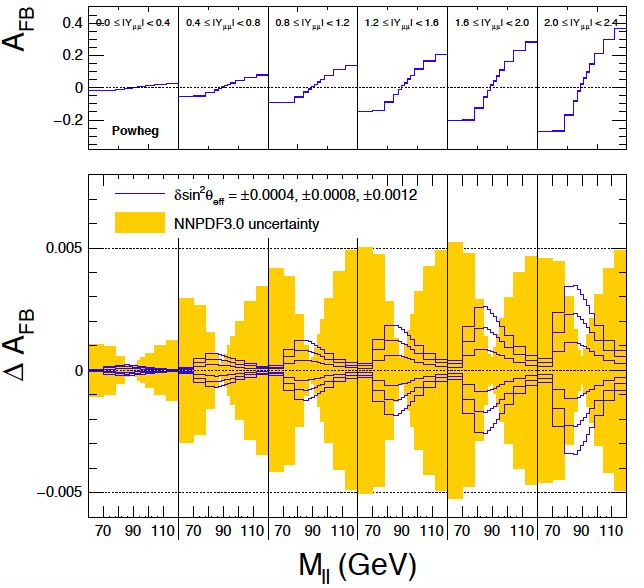 A_FB
0.4
0.2
0
−0.2
0.0 ≤ |Y_μμ| < 0.4
0.4 ≤ |Y_μμ| < 0.8
0.8 ≤ |Y_μμ| < 1.2
1.2 ≤ |Y_μμ| < 1.6
1.6 ≤ |Y_μμ| < 2.0
2.0 ≤ |Y_μμ| < 2.4
Powheg
δsin²θ_eff = ±0.0004, ±0.0008, ±0.0012
NNPDF3.0 uncertainty
Δ A_FB
0.005
0
−0.005
70 90 110 70 90 110 70 90 110 70 90 110 70 90 110 70 90 110
M_ll (GeV)